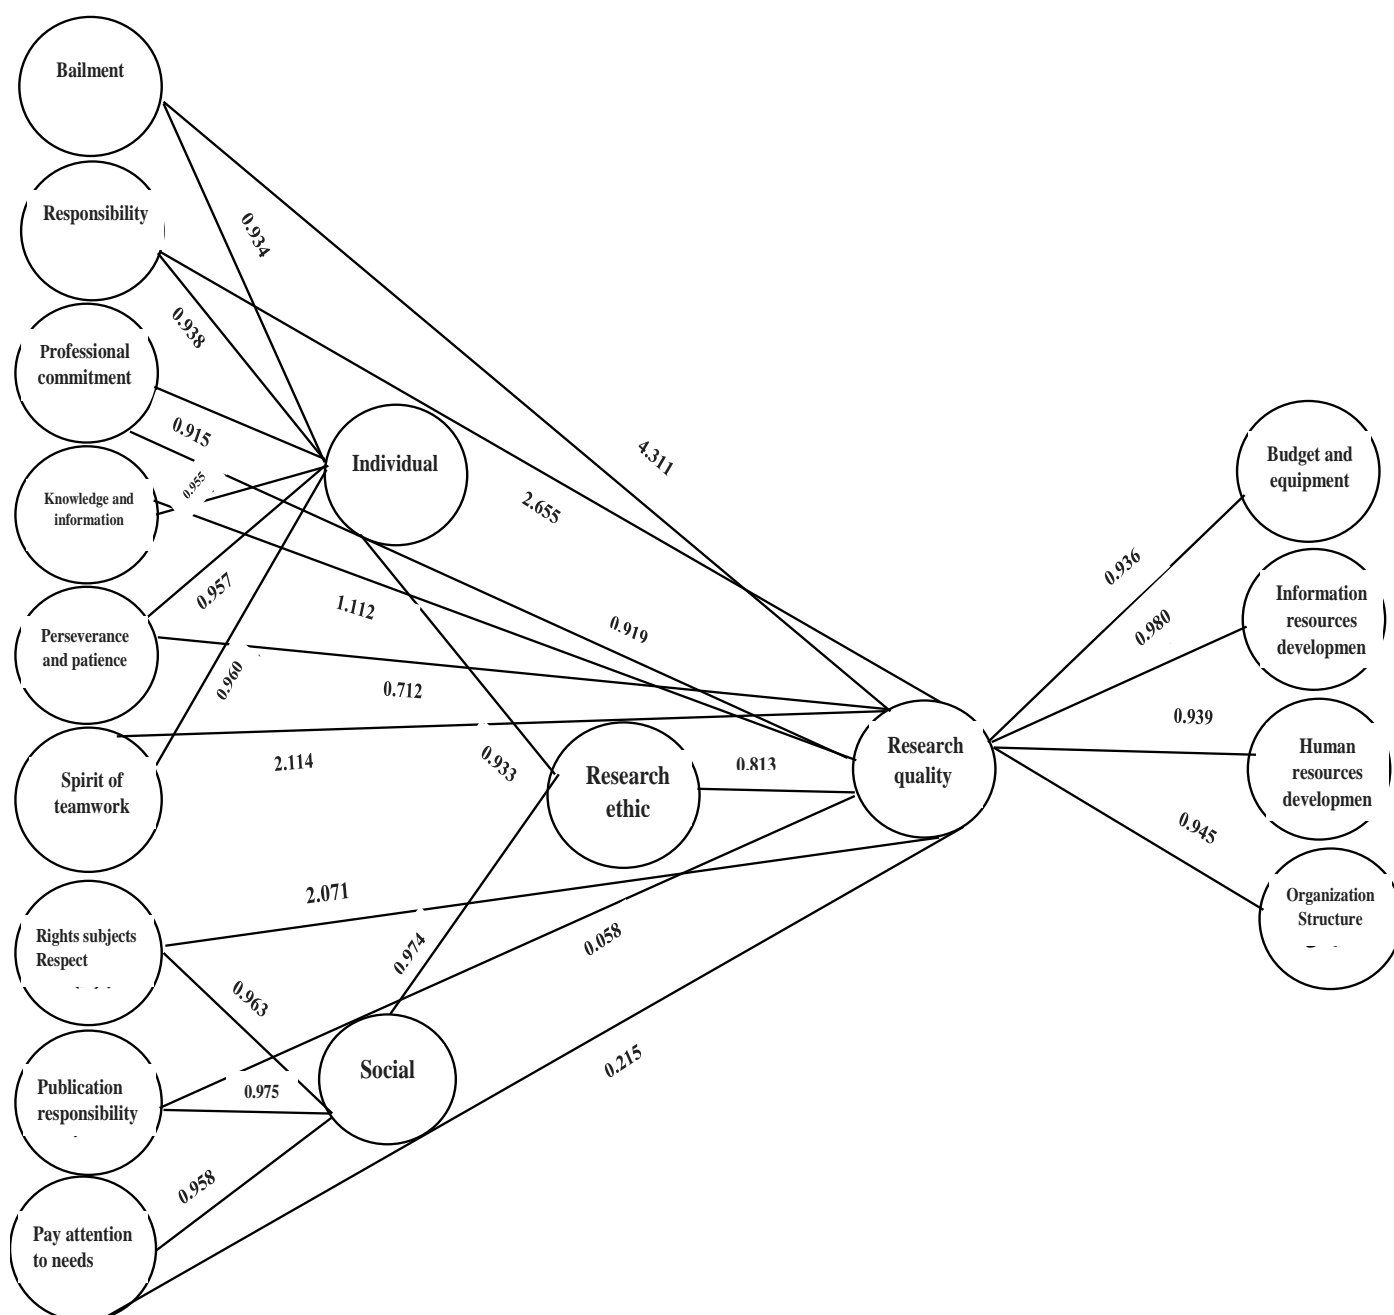 Bailment
Responsibility
Professional
commitment
Knowledge and
information
Perseverance
and patience
Spirit of
teamwork
Rights subjects
Respect
Publication
responsibility
Pay attention
to needs
0.934
0.938
0.915
0.955
0.957
0.960
0.963
0.975
0.958
Individual
Social
4.311
2.655
1.112
0.919
0.712
2.114
0.933
2.071
0.974
0.058
0.215
Research
ethic
0.813
Research
quality
0.936
0.980
0.939
0.945
Budget and
equipment
Information
resources
developmen
Human
resources
developmen
Organization
Structure